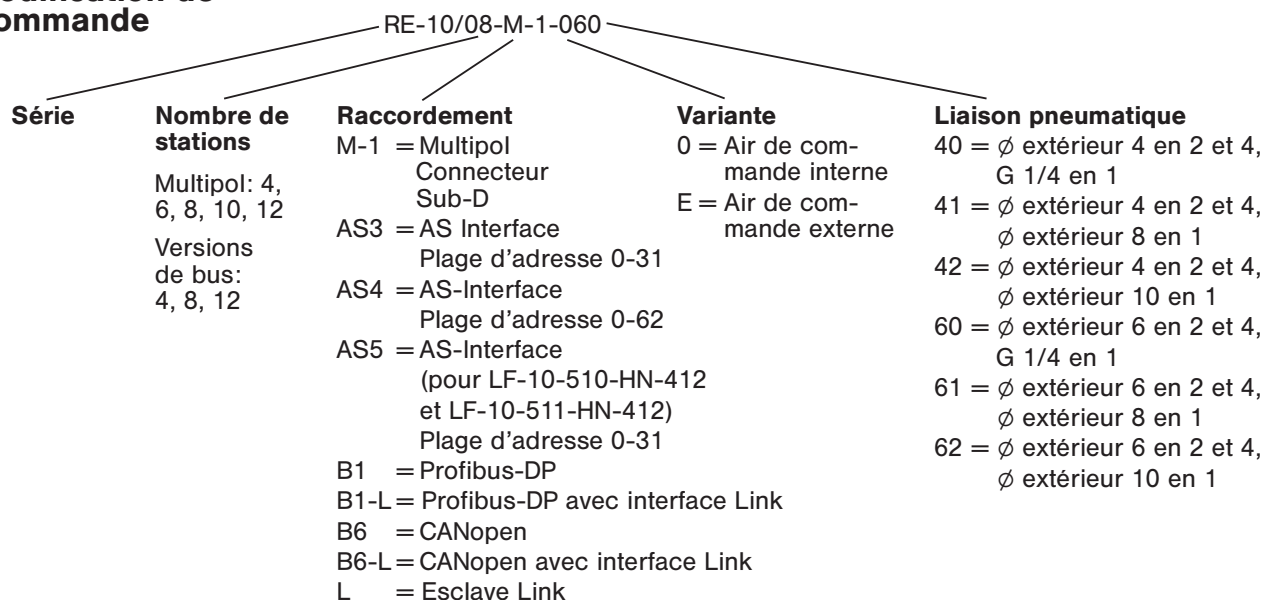 ommande
RE-10/08-M-1-060
Série
Nombre de
stations
Multipol: 4,
6, 8, 10, 12
Versions
de bus:
4, 8, 12
Raccordement
M-1 = Multipol
Connecteur
Sub-D
AS3 = AS Interface
Plage d'adresse 0-31
AS4 = AS-Interface
Plage d'adresse 0-62
AS5 = AS-Interface
(pour LF-10-510-HN-412
et LF-10-511-HN-412)
Plage d'adresse 0-31
B1 = Profibus-DP
B1-L = Profibus-DP avec interface Link
B6 = CANopen
B6-L = CANopen avec interface Link
L = Esclave Link
Variante
0 = Air de com-
mande interne
E = Air de com-
mande externe
Liaison pneumatique
40 = ∅ extérieur 4 en 2 et 4,
G 1/4 en 1
41 = ∅ extérieur 4 en 2 et 4,
∅ extérieur 8 en 1
42 = ∅ extérieur 4 en 2 et 4,
∅ extérieur 10 en 1
60 = ∅ extérieur 6 en 2 et 4,
G 1/4 en 1
61 = ∅ extérieur 6 en 2 et 4,
∅ extérieur 8 en 1
62 = ∅ extérieur 6 en 2 et 4,
∅ extérieur 10 en 1